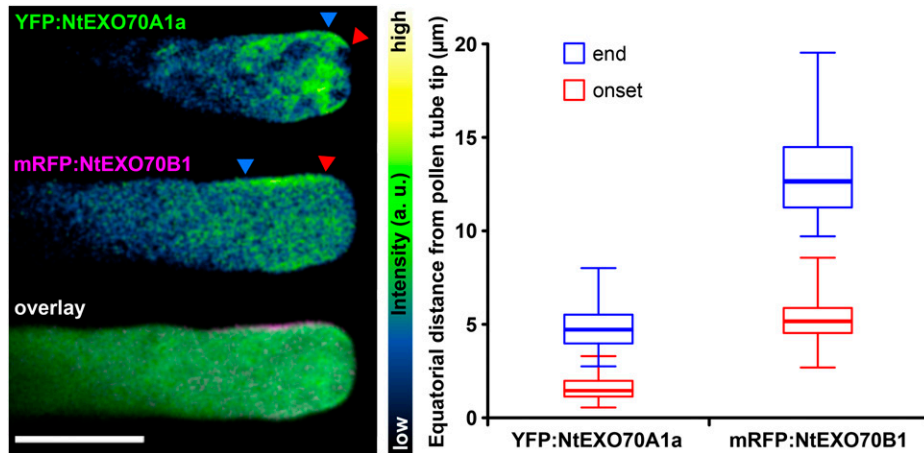 YFP:NtEXO70A1a
mRFP:NtEXO70B1
overlay
high
Intensity (a. u.)
low
Equatorial distance from pollen tube tip (µm)
20
15
10
5
0
end
onset
YFP:NtEXO70A1a
mRFP:NtEXO70B1